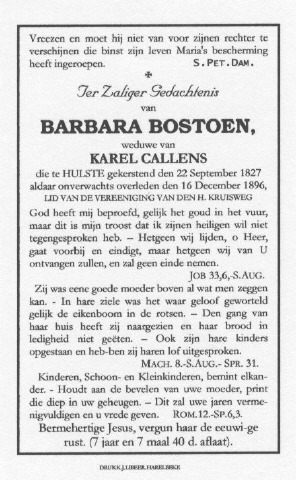 Vreezen en moet hij niet van voor zijnen rechter te
verschijnen die binst zijn leven Maria's bescherming
heeft ingeroepen. S. PET. DAM.
Ter Zaliger Gedachtenis
van
BARBARA BOSTOEN,
weduwe van
KAREL CALLENS
die te HULSTE gekerstend den 22 September 1827
aldaar onverwachts overleden den 16 December 1896,
LID VAN DE VEREENIGING VAN DEN H. KRUISWEG
God heeft mij beproefd, gelijk het goud in het vuur,
maar dit is mijn troost dat ik zijnen heiligen wil niet
tegengesproken heb. – Hetgeen wij lijden, o Heer,
gaat voorbij en eindigt, maar hetgeen wij van U
ontvangen zullen, en zal geen einde nemen.
JOB 33,6,-S.AUG.
Zij was eene goede moeder boven al wat men zeggen
kan. - In hare ziele was het geloof geworteld
gelijk de eikenboom in de rotsen. – Den gang van
haar huis heeft zij naargezien en haar brood in
ledigheid niet geëten. – Ook zijn hare kinders
opgestaan en heb-ben zij haren lof uitgesproken.
MACH. 8.-S.AUG.- SPR. 31.
Kinderen, Schoon- en Kleinkinderen, bemint elkan-
der. - Houdt aan de bevelen van uwe moeder, print
die diep in uw geheugen. – Dit zal uwe jaren verme-
nigvuldigen en u vrede geven. ROM.12.-SP.6,3.
Bermehertige Jesus, vergun haar de eeuwi-ge
rust. (7 jaar en 7 maal 40 d. aflaat).
DRUKK.J.LIBEER. HARELBEKE